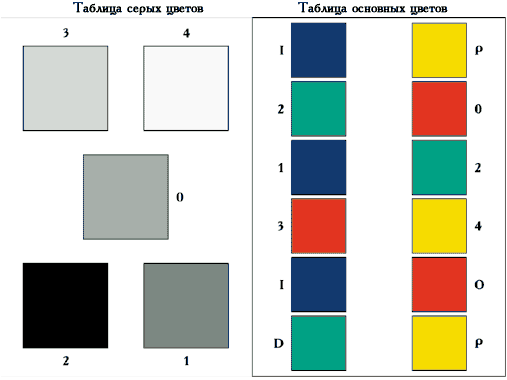 Таблица серых цветов
3 4
0
2 1
Таблица основных цветов
I P
2 0
1 2
3 4
I O
D P